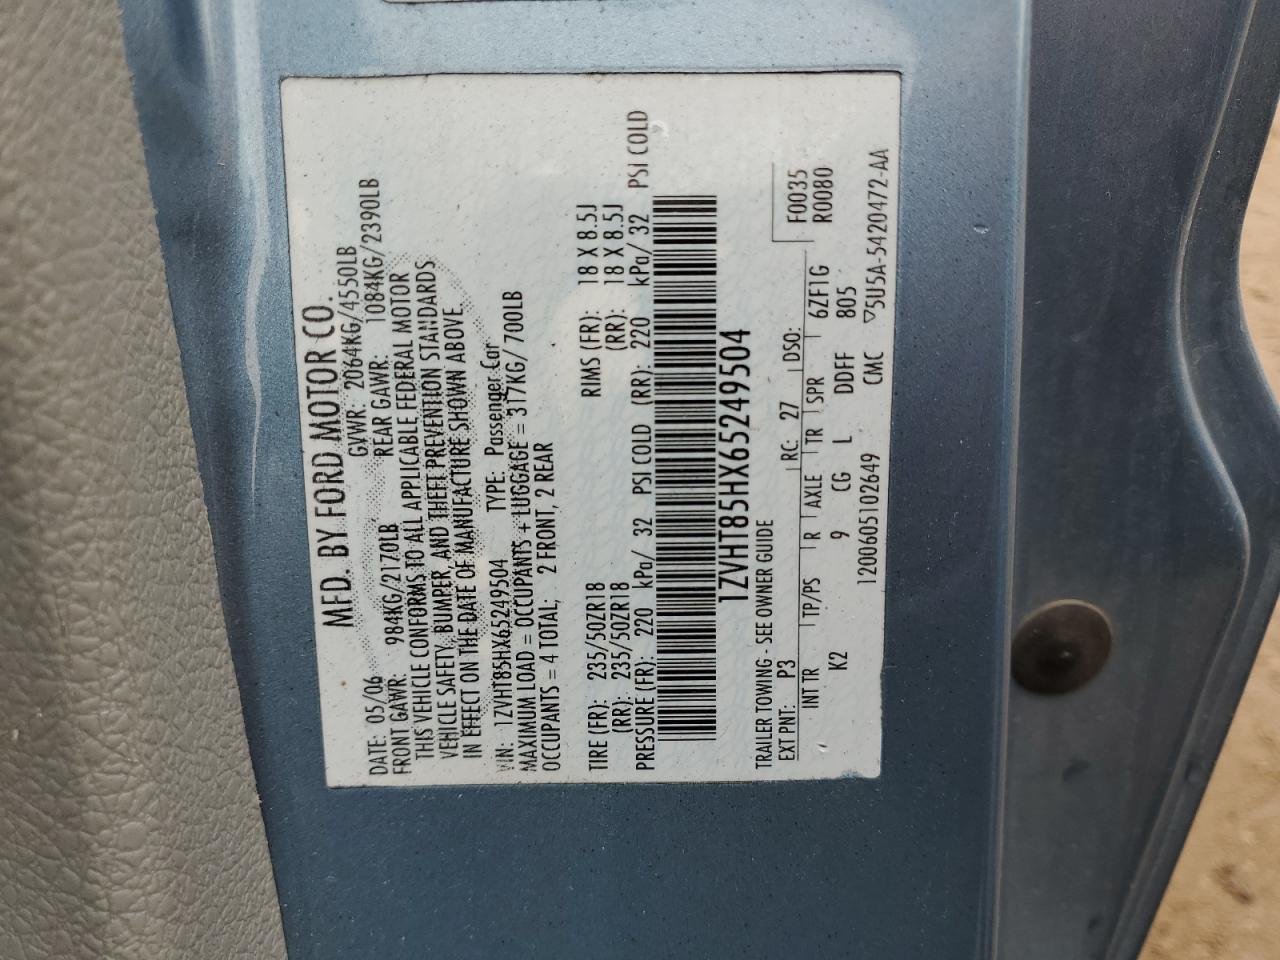 MFD. BY FORD MOTOR CO.
DATE: 05/06 GVWR: 2064KG/4550LB
FRONT GAWR: 984KG/2170LB REAR GAWR: 1084KG/2390LB
THIS VEHICLE CONFORMS TO ALL APPLICABLE FEDERAL MOTOR
VEHICLE SAFETY, BUMPER, AND THEFT PREVENTION STANDARDS
IN EFFECT ON THE DATE OF MANUFACTURE SHOWN ABOVE.
VIN: 1ZVHT85HX65249504 TYPE: Passenger Car
MAXIMUM LOAD = OCCUPANTS + LUGGAGE = 317KG/700LB
OCCUPANTS = 4 TOTAL; 2 FRONT, 2 REAR
TIRE (FR): 235/50ZR18 RIMS (FR): 18 X 8.5J
(RR): 235/50ZR18 (RR): 18 X 8.5J
PRESSURE (FR): 220 kPa/ 32 PSI COLD (RR): 220 kPa/ 32 PSI COLD
1ZVHT85HX65249504
TRAILER TOWING - SEE OWNER GUIDE
EXT PNT: P3 RC: 27 DSO: F0035
INT TR TP/PS R AXLE TR SPR 6ZF1G R0080
K2 9 CG L DDFF 805
1200605102649 CMC ▽5U5A-5420472-AA